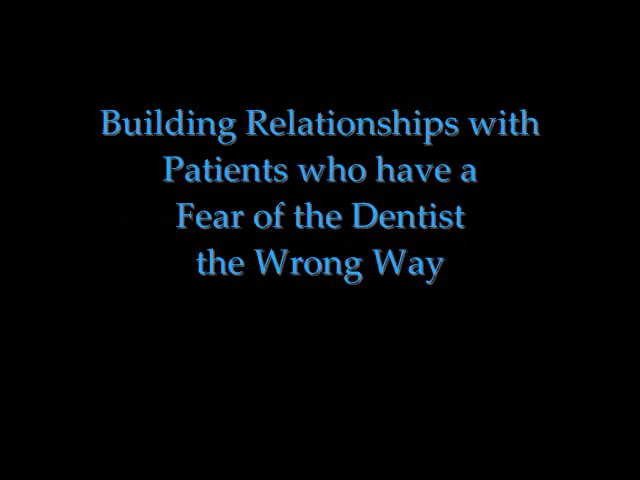 Building Relationships with
Patients who have a
Fear of the Dentist
the Wrong Way